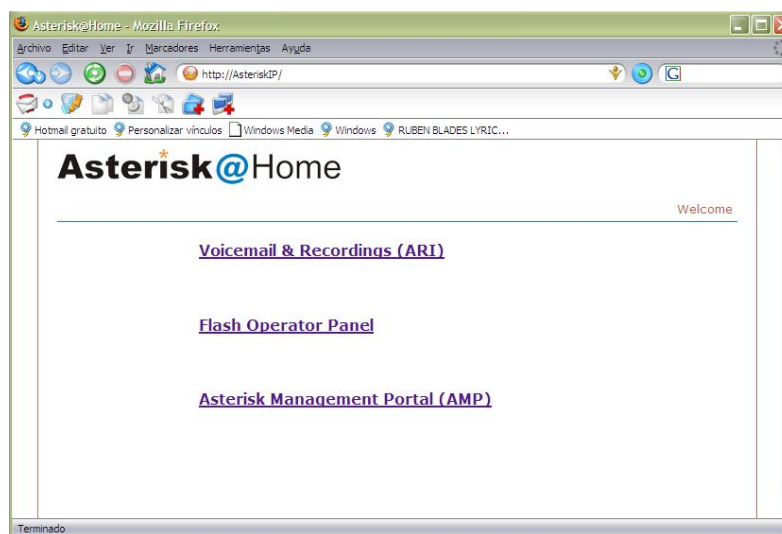 Asterisk@Home - Mozilla Firefox
Archivo Editar Ver Ir Marcadores Herramientas Ayuda
http://AsteriskIP/
G
Hotmail gratuito Personalizar vínculos Windows Media Windows RUBEN BLADES LYRIC...
Asterisk@Home
Welcome
Voicemail & Recordings (ARI)
Flash Operator Panel
Asterisk Management Portal (AMP)
Terminado